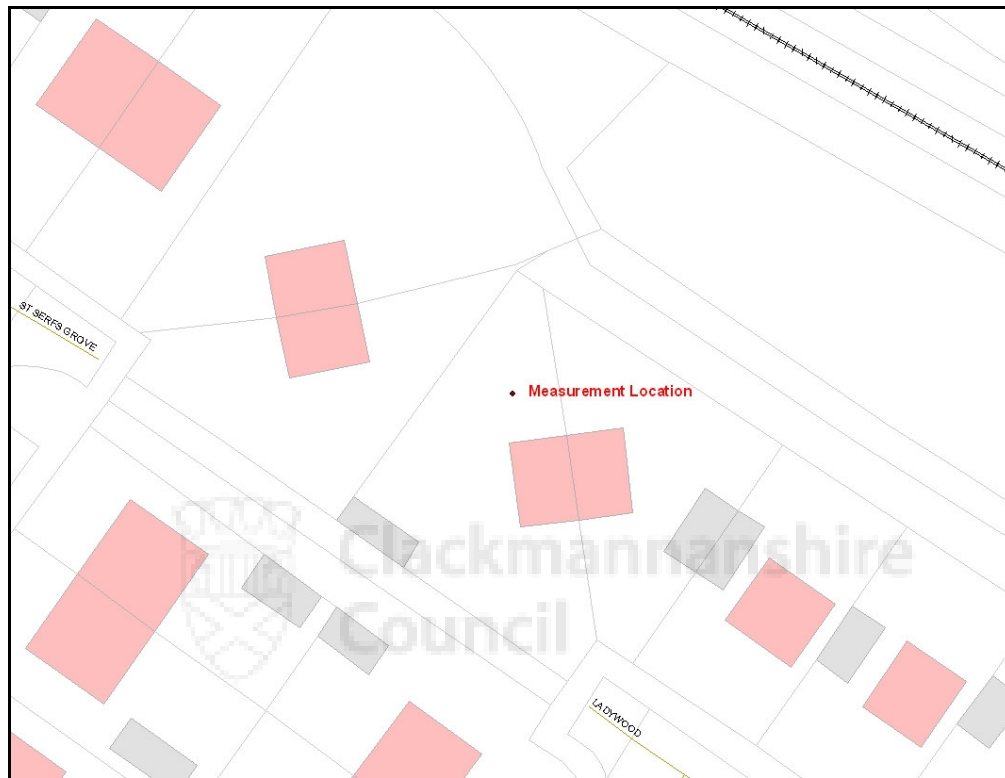 ST SERFS GROVE
Measurement Location
Clackmannanshire
Council
LADYWOOD